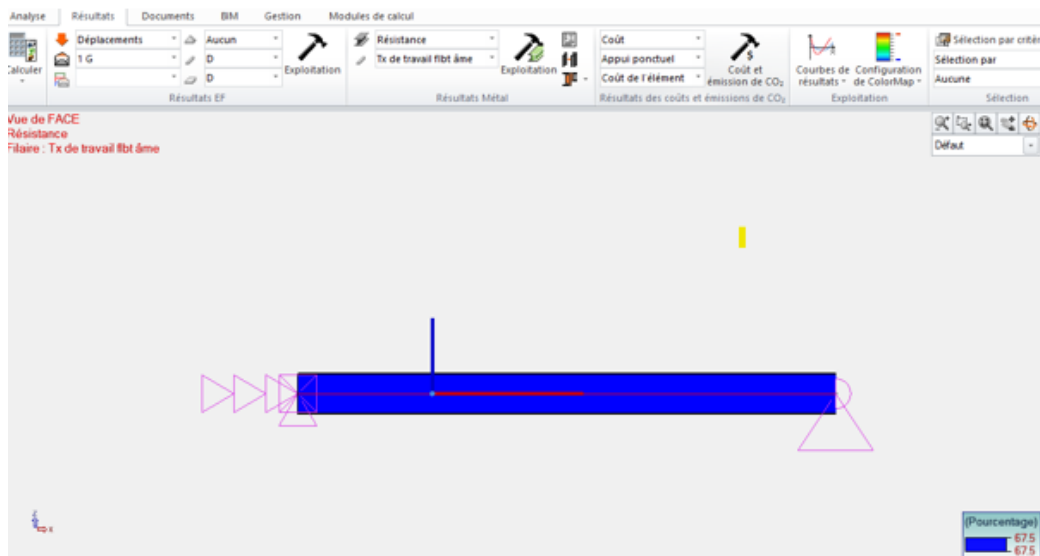 Analyse Résultats Documents BIM Gestion Modules de calcul
Déplacements Aucun Résistance Coût Sélection par critèr
1 G D Tx de travail flbt âme Appui ponctuel Sélection par
Calculer D Exploitation Exploitation Coût de l'élément Coût et émission de CO₂ Courbes de résultats Configuration de ColorMap Aucune
Résultats EF Résultats Métal Résultats des coûts et émissions de CO₂ Exploitation Sélection
Vue de FACE
Résistance
Filaire : Tx de travail flbt âme
Défaut
x
(Pourcentage)
67.5
67.5